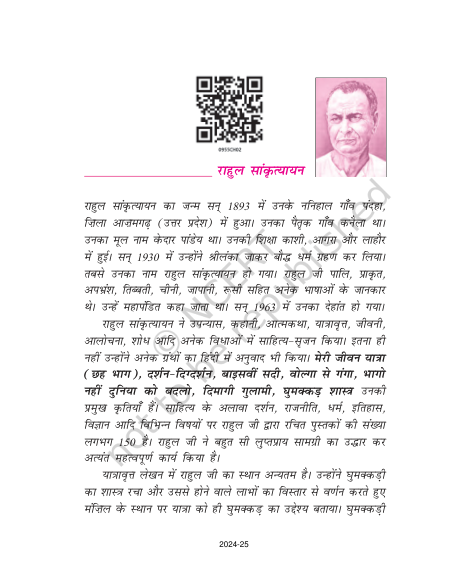 0955CH02
राहुल सांकृत्यायन
राहुल सांकृत्यायन का जन्म सन् 1893 में उनके ननिहाल गाँव पंदहा,
ज़िला आज़मगढ़ (उत्तर प्रदेश) में हुआ। उनका पैतृक गाँव कनैला था।
उनका मूल नाम केदार पांडेय था। उनकी शिक्षा काशी, आगरा और लाहौर
में हुई। सन् 1930 में उन्होंने श्रीलंका जाकर बौद्ध धर्म ग्रहण कर लिया।
तबसे उनका नाम राहुल सांकृत्यायन हो गया। राहुल जी पालि, प्राकृत,
अपभ्रंश, तिब्बती, चीनी, जापानी, रूसी सहित अनेक भाषाओं के जानकार
थे। उन्हें महापंडित कहा जाता था। सन् 1963 में उनका देहांत हो गया।
राहुल सांकृत्यायन ने उपन्यास, कहानी, आत्मकथा, यात्रावृत्त, जीवनी,
आलोचना, शोध आदि अनेक विधाओं में साहित्य-सृजन किया। इतना ही
नहीं उन्होंने अनेक ग्रंथों का हिंदी में अनुवाद भी किया। मेरी जीवन यात्रा
(छह भाग), दर्शन-दिग्दर्शन, बाइसवीं सदी, वोल्गा से गंगा, भागो
नहीं दुनिया को बदलो, दिमागी गुलामी, घुमक्कड़ शास्त्र उनकी
प्रमुख कृतियाँ हैं। साहित्य के अलावा दर्शन, राजनीति, धर्म, इतिहास,
विज्ञान आदि विभिन्न विषयों पर राहुल जी द्वारा रचित पुस्तकों की संख्या
लगभग 150 है। राहुल जी ने बहुत सी लुप्तप्राय सामग्री का उद्धार कर
अत्यंत महत्वपूर्ण कार्य किया है।
यात्रावृत्त लेखन में राहुल जी का स्थान अन्यतम है। उन्होंने घुमक्कड़ी
का शास्त्र रचा और उससे होने वाले लाभों का विस्तार से वर्णन करते हुए
मंज़िल के स्थान पर यात्रा को ही घुमक्कड़ का उद्देश्य बताया। घुमक्कड़ी
© NCERT
not to be republished
2024-25